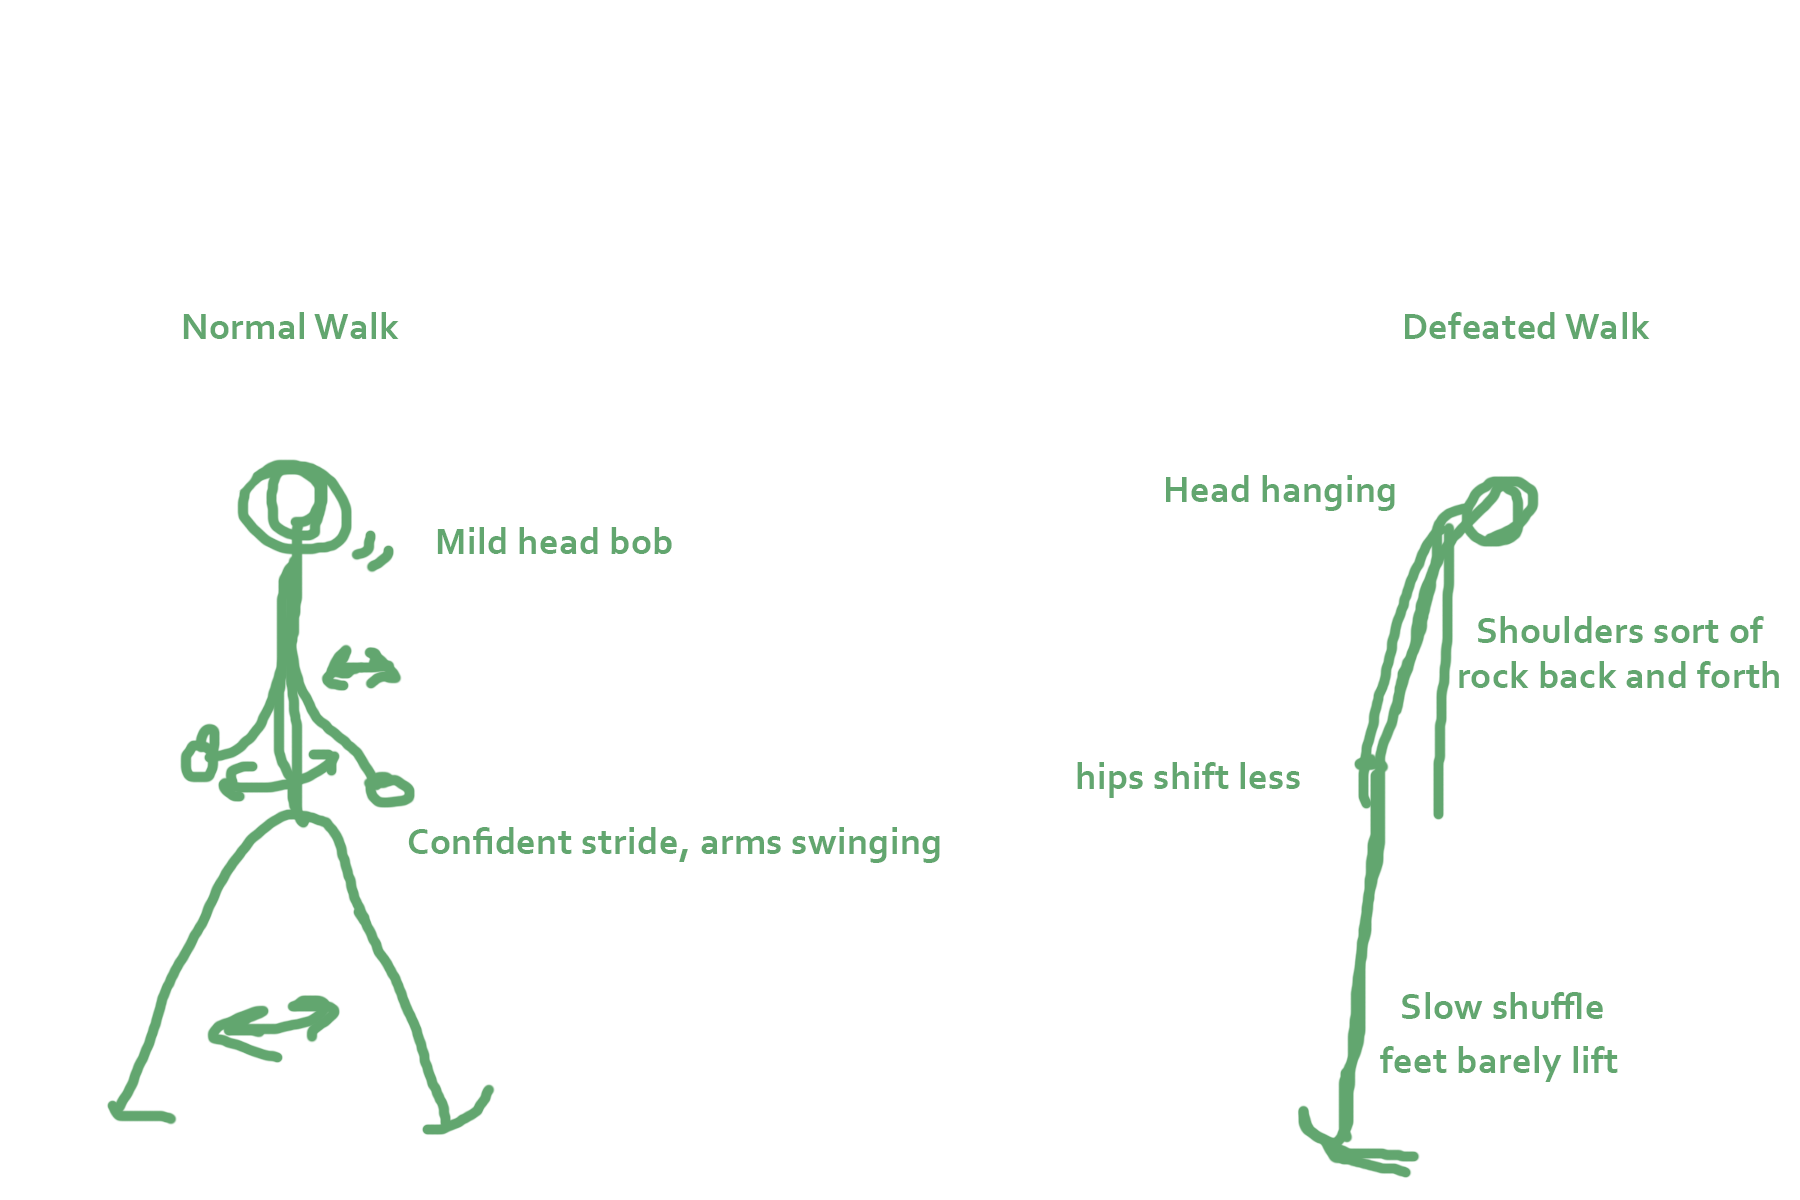 Normal Walk
Defeated Walk
Head hanging
Mild head bob
Shoulders sort of
rock back and forth
hips shift less
Confident stride, arms swinging
Slow shuffle
feet barely lift